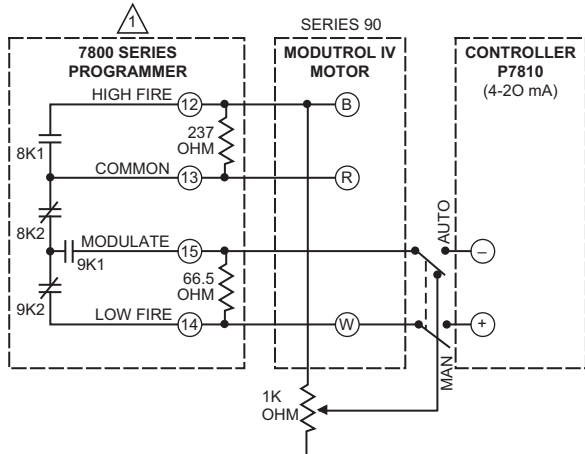 1
SERIES 90
7800 SERIES
PROGRAMMER
MODUTROL IV
MOTOR
CONTROLLER
P7810
(4-2O mA)
HIGH FIRE
12
B
237
OHM
8K1
COMMON
13
R
8K2
MODULATE
15
AUTO
–
9K1
66.5
OHM
9K2
LOW FIRE
14
W
+
MAN
1K
OHM